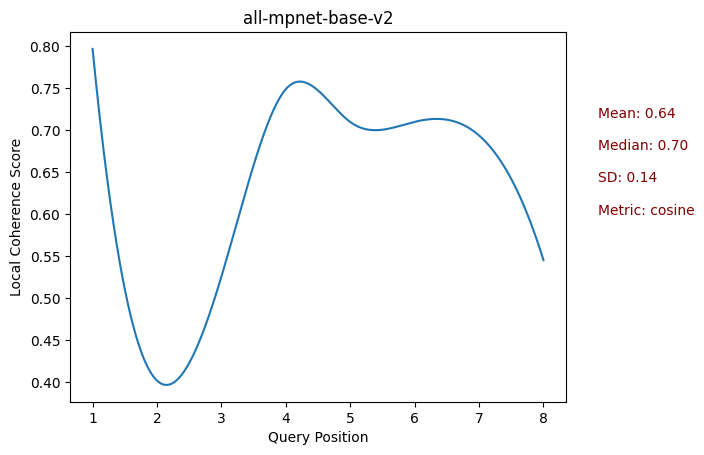 all-mpnet-base-v2
0.80
0.75
0.70
0.65
0.60
0.55
0.50
0.45
0.40
Local Coherence Score
1 2 3 4 5 6 7 8
Query Position
Mean: 0.64
Median: 0.70
SD: 0.14
Metric: cosine